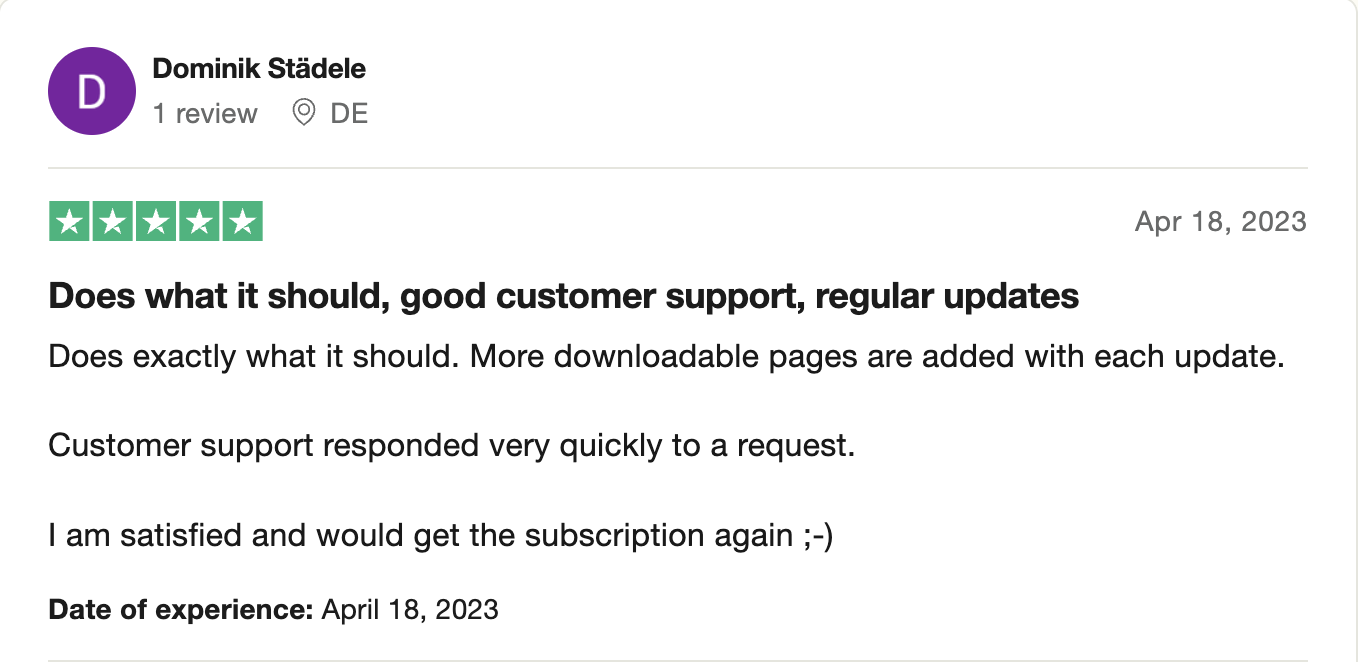 D
Dominik Städele
1 review DE
Apr 18, 2023
Does what it should, good customer support, regular updates
Does exactly what it should. More downloadable pages are added with each update.
Customer support responded very quickly to a request.
I am satisfied and would get the subscription again ;-)
Date of experience: April 18, 2023